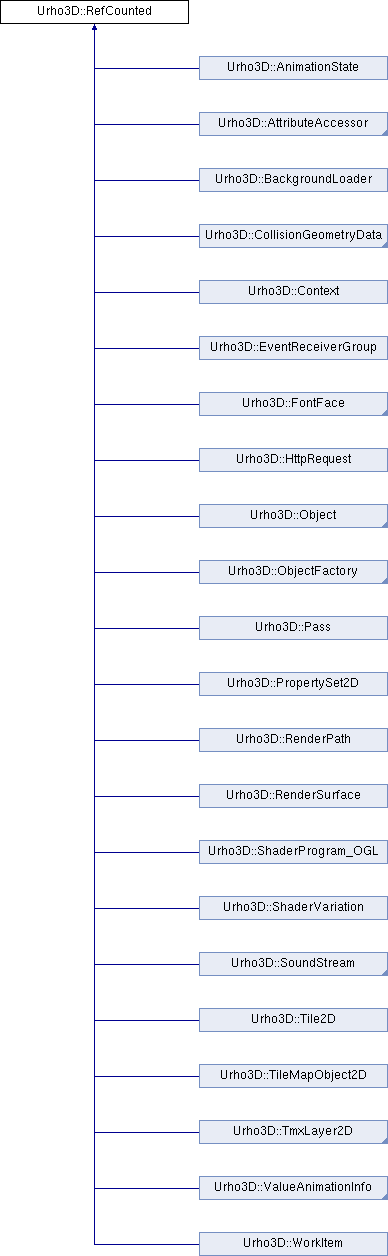 Urho3D::RefCounted
Urho3D::AnimationState
Urho3D::AttributeAccessor
Urho3D::BackgroundLoader
Urho3D::CollisionGeometryData
Urho3D::Context
Urho3D::EventReceiverGroup
Urho3D::FontFace
Urho3D::HttpRequest
Urho3D::Object
Urho3D::ObjectFactory
Urho3D::Pass
Urho3D::PropertySet2D
Urho3D::RenderPath
Urho3D::RenderSurface
Urho3D::ShaderProgram_OGL
Urho3D::ShaderVariation
Urho3D::SoundStream
Urho3D::Tile2D
Urho3D::TileMapObject2D
Urho3D::TmxLayer2D
Urho3D::ValueAnimationInfo
Urho3D::WorkItem